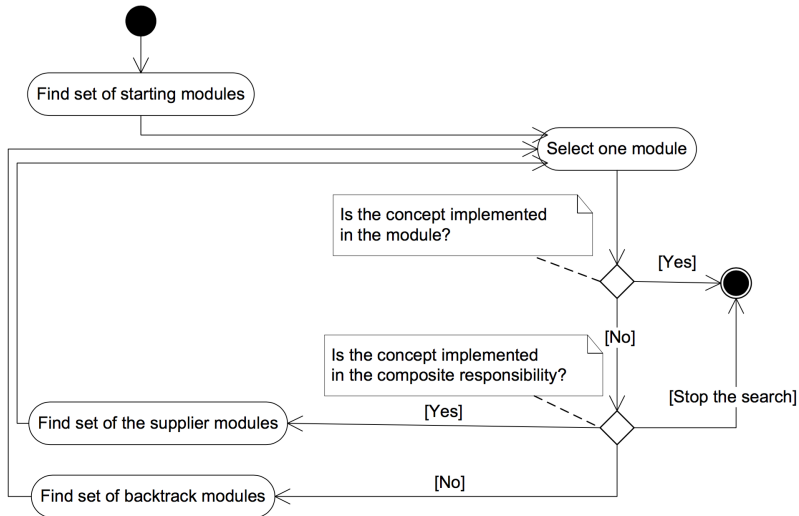 Find set of starting modules
Select one module
Is the concept implemented
in the module?
[Yes]
[No]
Is the concept implemented
in the composite responsibility?
[Stop the search]
[Yes]
Find set of the supplier modules
[No]
Find set of backtrack modules